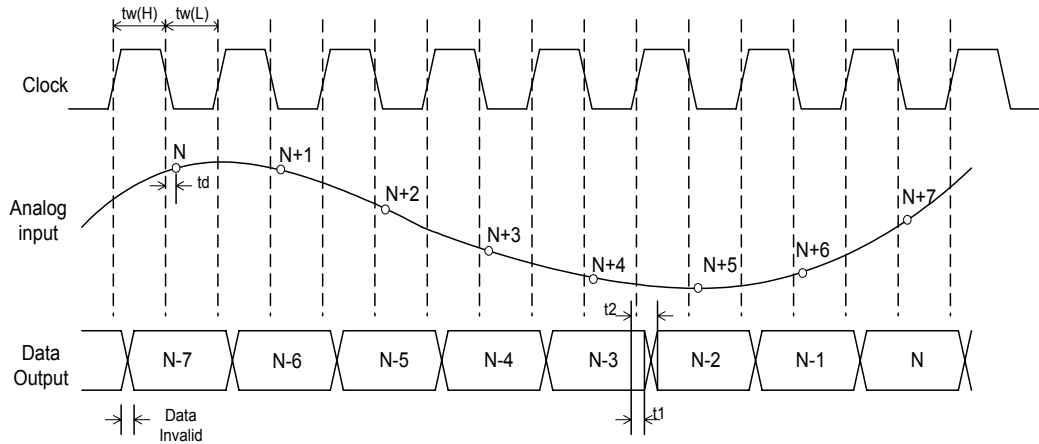 tw(H) tw(L)
Clock
N N+1 N+2 N+3 N+4 N+5 N+6 N+7
td
Analog
input
t2
Data
Output
N-7 N-6 N-5 N-4 N-3 N-2 N-1 N
t1
Data
Invalid